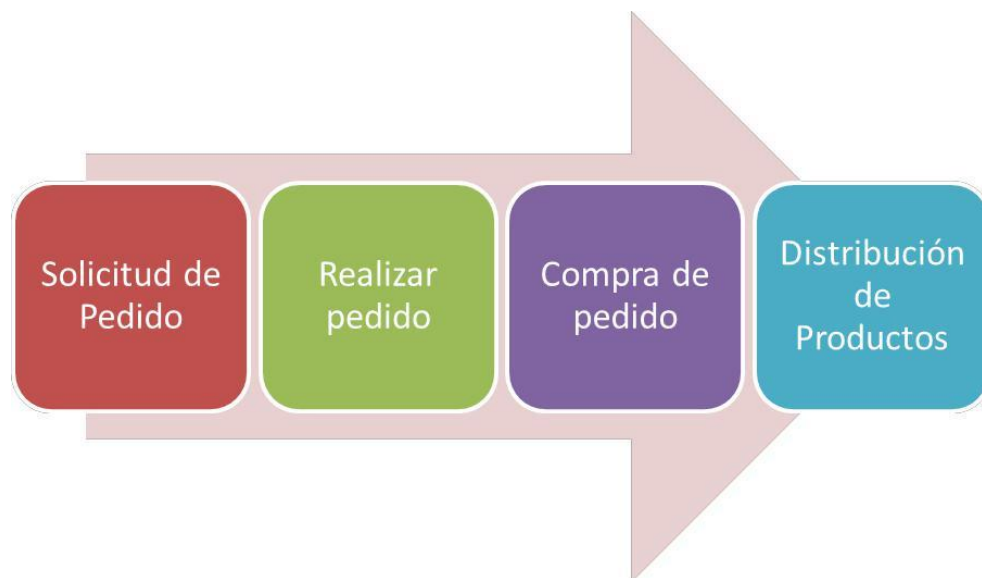 Solicitud de
Pedido
Realizar
pedido
Compra de
pedido
Distribución
de
Productos